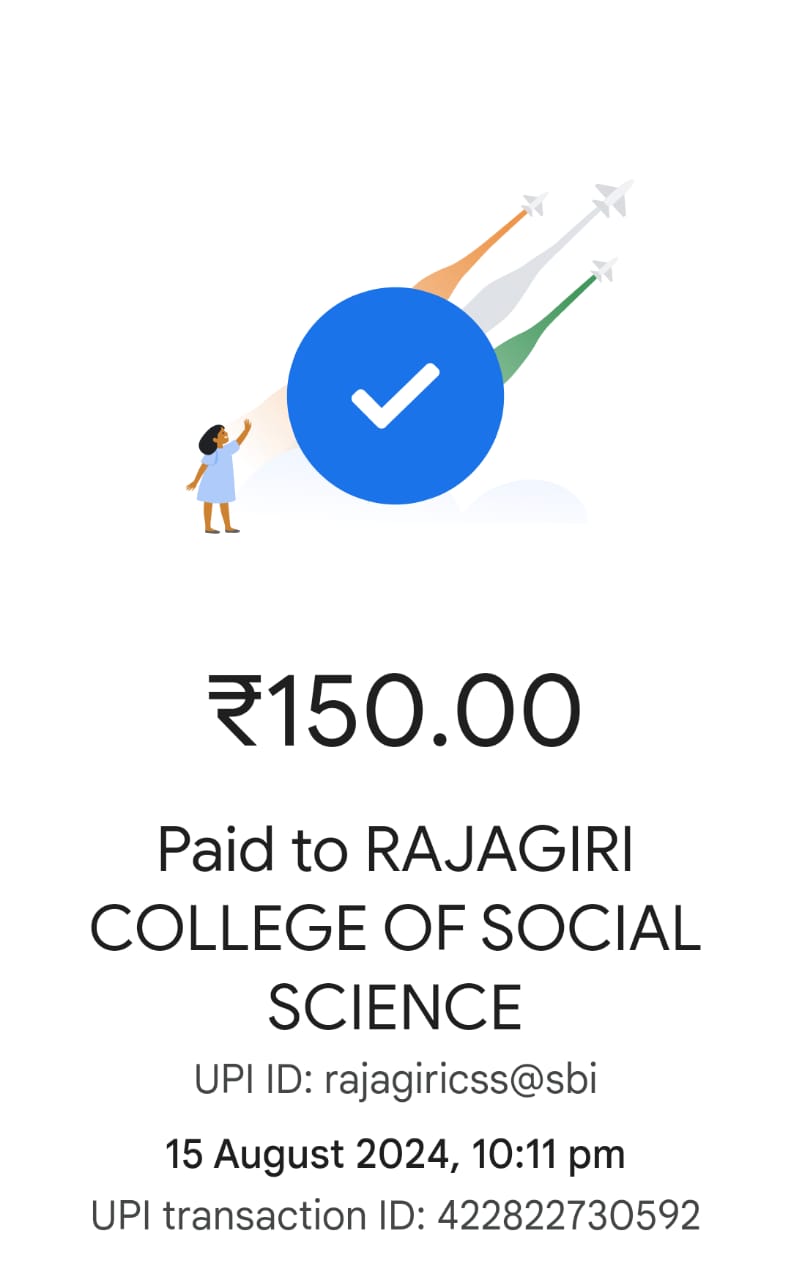 ₹150.00
Paid to RAJAGIRI
COLLEGE OF SOCIAL
SCIENCE
UPI ID: rajagiricss@sbi
15 August 2024, 10:11 pm
UPI transaction ID: 422822730592